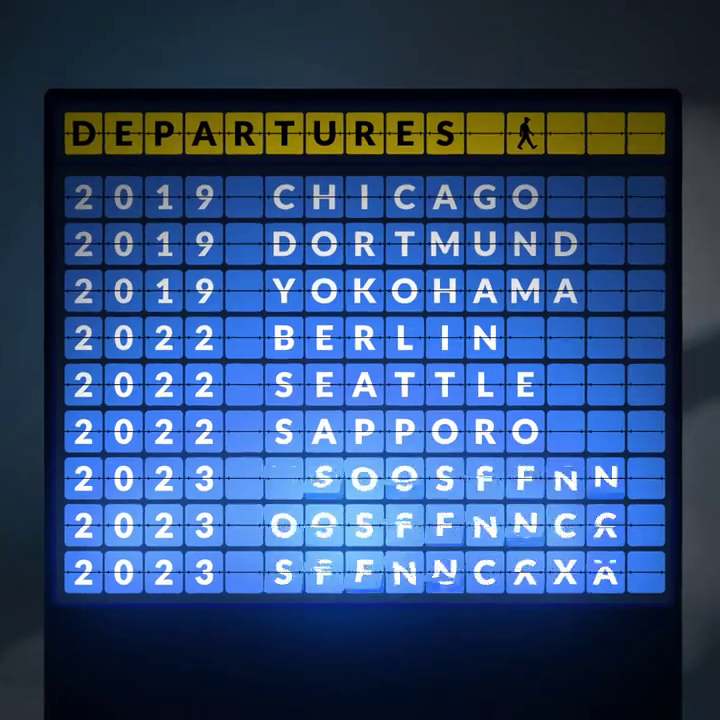 DEPARTURES
2019 CHICAGO
2019 DORTMUND
2019 YOKOHAMA
2022 BERLIN
2022 SEATTLE
2022 SAPPORO
2023
2023
2023